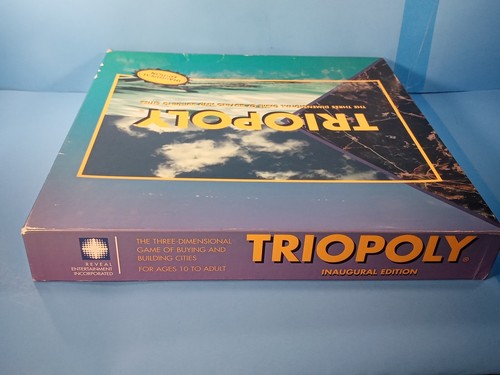 THE THREE DIMENSIONAL GAME OF BUYING AND BUILDING CITIES
TRIOPOLY
REVEAL
ENTERTAINMENT
INCORPORATED
THE THREE-DIMENSIONAL
GAME OF BUYING AND
BUILDING CITIES
FOR AGES 10 TO ADULT
TRIOPOLY®
INAUGURAL EDITION